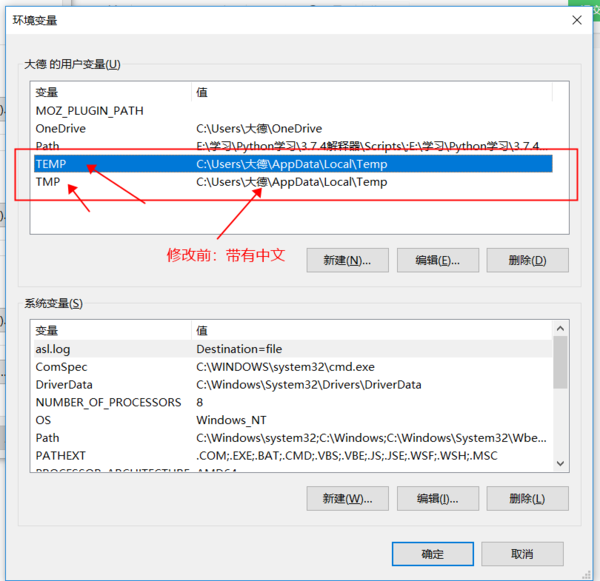 环境变量
大德 的用户变量(U)
变量 值
MOZ_PLUGIN_PATH
OneDrive C:\Users\大德\OneDrive
Path E:\学习\Python学习\3.7.4解释器\Scripts\;E:\学习\Python学习\3.7.4...
TEMP C:\Users\大德\AppData\Local\Temp
TMP C:\Users\大德\AppData\Local\Temp
修改前：带有中文
新建(N)... 编辑(E)... 删除(D)
系统变量(S)
变量 值
asl.log Destination=file
ComSpec C:\WINDOWS\system32\cmd.exe
DriverData C:\Windows\System32\Drivers\DriverData
NUMBER_OF_PROCESSORS 8
OS Windows_NT
Path C:\Windows\system32;C:\Windows;C:\Windows\System32\Wbe...
PATHEXT .COM;.EXE;.BAT;.CMD;.VBS;.VBE;.JS;.JSE;.WSF;.WSH;.MSC
PROCESSOR_ARCHITECTURE AMD64
新建(W)... 编辑(I)... 删除(L)
确定 取消